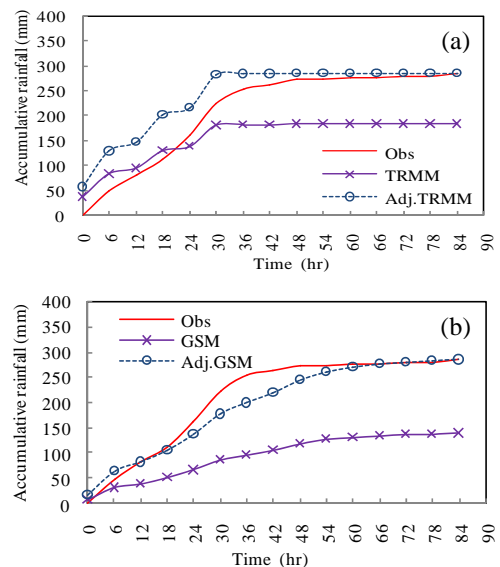 Accumulative rainfall (mm)
400
350
300
250
200
150
100
50
0
(a)
Obs
TRMM
Adj.TRMM
0 6 12 18 24 30 36 42 48 54 60 66 72 78 84 90
Time (hr)
Accumulative rainfall (mm)
400
350
300
250
200
150
100
50
0
(b)
Obs
GSM
Adj.GSM
0 6 12 18 24 30 36 42 48 54 60 66 72 78 84 90
Time (hr)